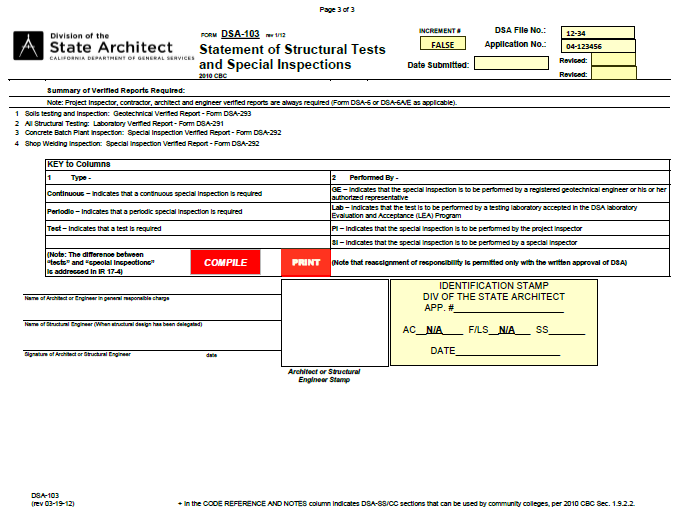 Page 3 of 3
Division of the
State Architect
CALIFORNIA DEPARTMENT OF GENERAL SERVICES
FORM DSA-103 rev 1/12
Statement of Structural Tests
and Special Inspections
2010 CBC
INCREMENT #
FALSE
Date Submitted:
DSA File No.: 12-34
Application No.: 04-123456
Revised:
Revised:
Summary of Verified Reports Required:
Note: Project Inspector, contractor, architect and engineer verified reports are always required (Form DSA-6 or DSA-6A/E as applicable).
1 Soils testing and Inspection: Geotechnical Verified Report - Form DSA-293
2 All Structural Testing: Laboratory Verified Report - DSA-291
3 Concrete Batch Plant Inspection: Special Inspection Verified Report - Form DSA-292
4 Shop Welding Inspection: Special Inspection Verified Report - Form DSA-292
KEY to Columns
1 Type -
2 Performed By -
Continuous – Indicates that a continuous special inspection is required
GE – Indicates that the special inspection is to be performed by a registered geotechnical engineer or his or her
authorized representative
Periodic – Indicates that a periodic special inspection is required
Lab – Indicates that the test is to be performed by a testing laboratory accepted in the DSA laboratory
Evaluation and Acceptance (LEA) Program
Test – Indicates that a test is required
PI – Indicates that the special inspection is to be performed by the project inspector
SI – Indicates that the special inspection is to be performed by a special inspector
(Note: The difference between
"tests" and "special inspections"
is addressed in IR 17-4)
COMPILE
PRINT
(Note that reassignment of responsibility is permitted only with the written approval of DSA)
Name of Architect or Engineer in general responsible charge
Name of Structural Engineer (When structural design has been delegated)
Signature of Architect or Structural Engineer date
Architect or Structural
Engineer Stamp
IDENTIFICATION STAMP
DIV OF THE STATE ARCHITECT
APP. #
AC N/A F/LS N/A SS
DATE
DSA-103
(rev 03-19-12)
+ in the CODE REFERENCE AND NOTES column indicates DSA-SS/CC sections that can be used by community colleges, per 2010 CBC Sec. 1.9.2.2.